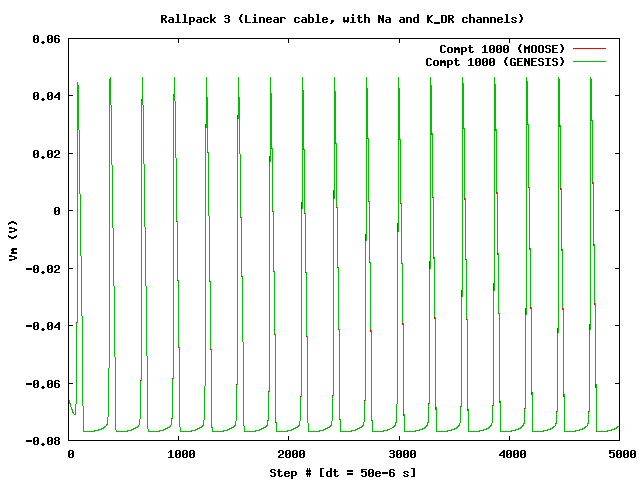 Rallpack 3 (Linear cable, with Na and K_DR channels)
Compt 1000 (MOOSE)
Compt 1000 (GENESIS)
0.06
0.04
0.02
0
-0.02
-0.04
-0.06
-0.08
Vm (V)
0 1000 2000 3000 4000 5000
Step # [dt = 50e-6 s]